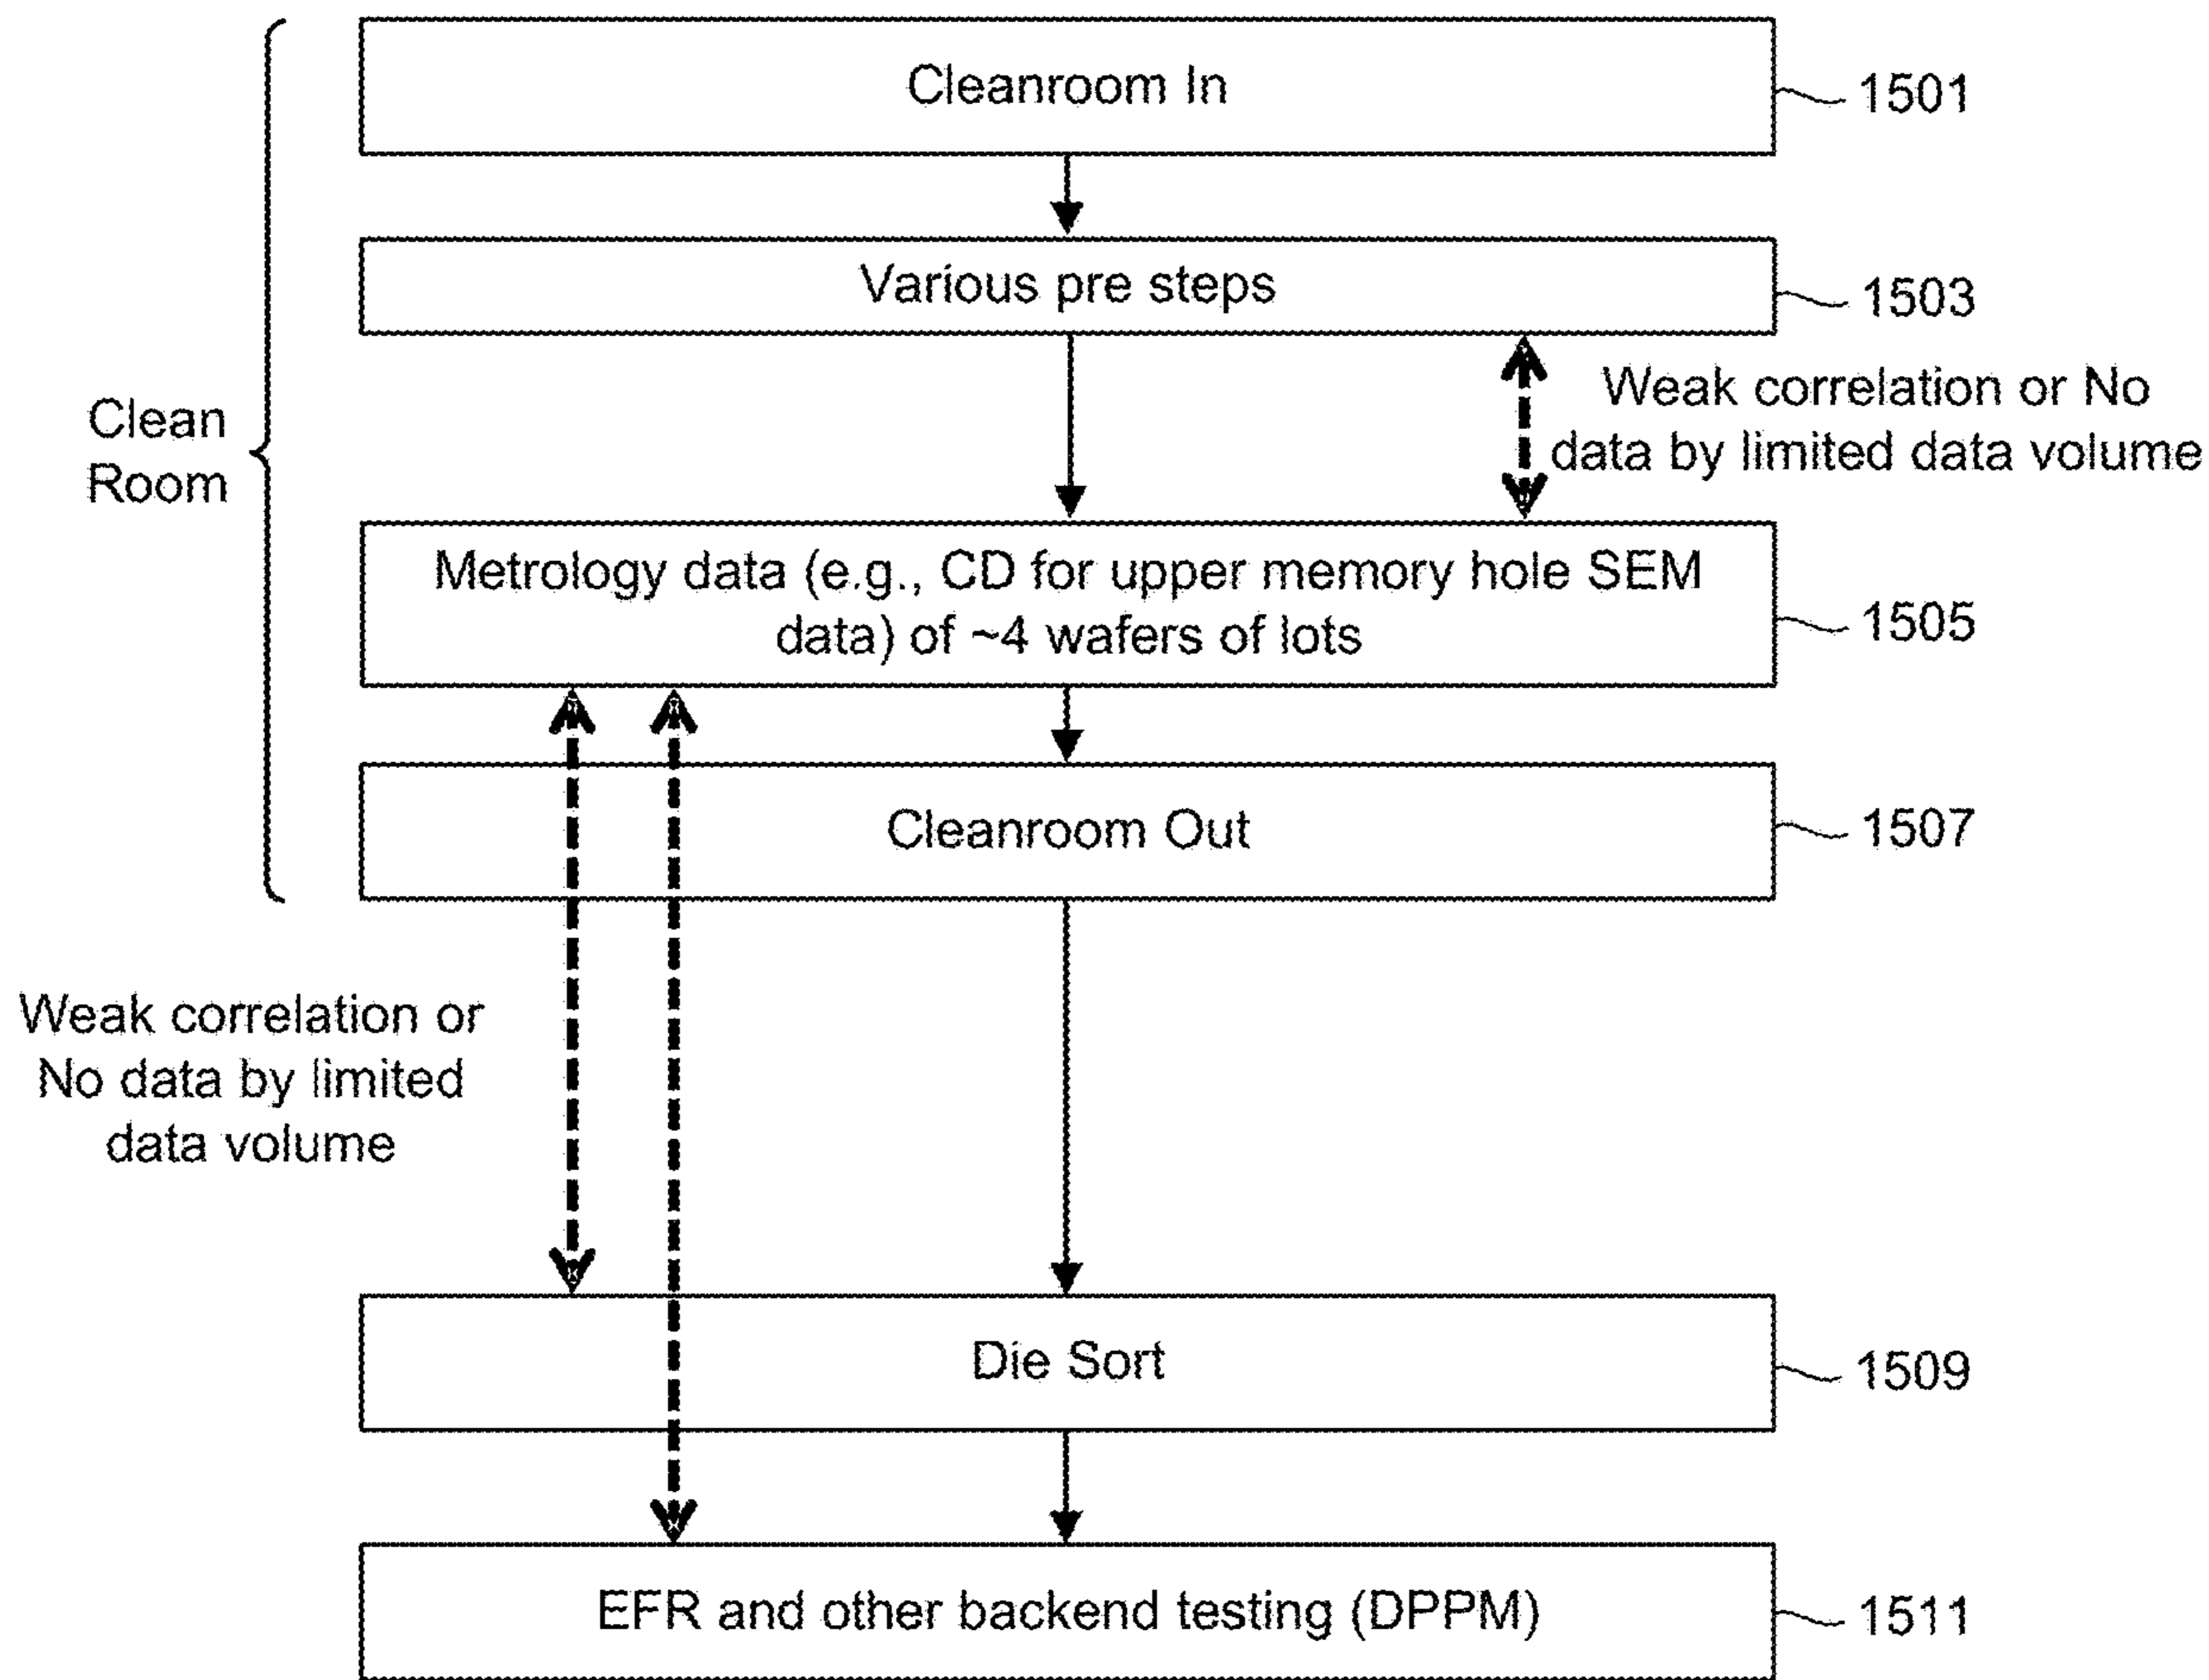 Cleanroom In
1501
Various pre steps
1503
Clean
Room
Weak correlation or No
data by limited data volume
Metrology data (e.g., CD for upper memory hole SEM
data) of ~4 wafers of lots
1505
Cleanroom Out
1507
Weak correlation or
No data by limited
data volume
Die Sort
1509
EFR and other backend testing (DPPM)
1511